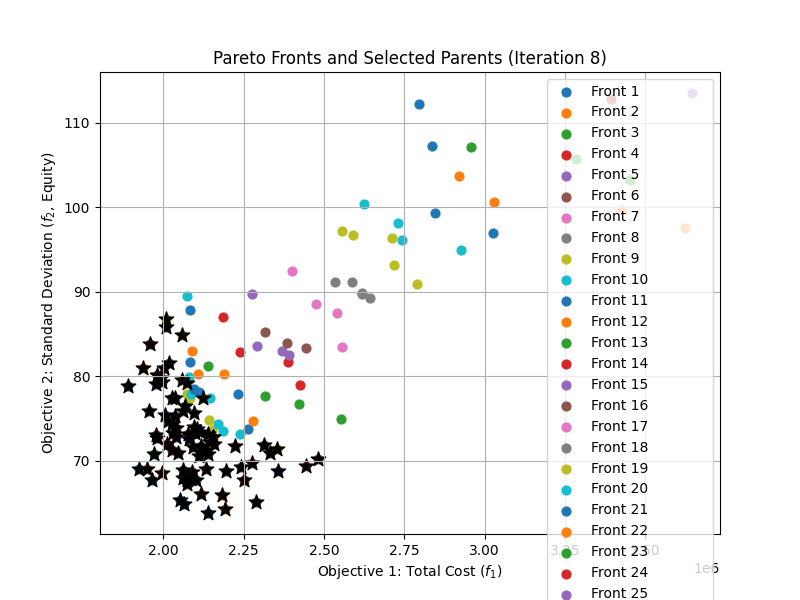 Pareto Fronts and Selected Parents (Iteration 8)
Objective 2: Standard Deviation (f₂, Equity)
110
100
90
80
70
2.00
2.25
2.50
2.75
3.00
3.25
3.50
1e6
Objective 1: Total Cost (f₁)
Front 1
Front 2
Front 3
Front 4
Front 5
Front 6
Front 7
Front 8
Front 9
Front 10
Front 11
Front 12
Front 13
Front 14
Front 15
Front 16
Front 17
Front 18
Front 19
Front 20
Front 21
Front 22
Front 23
Front 24
Front 25